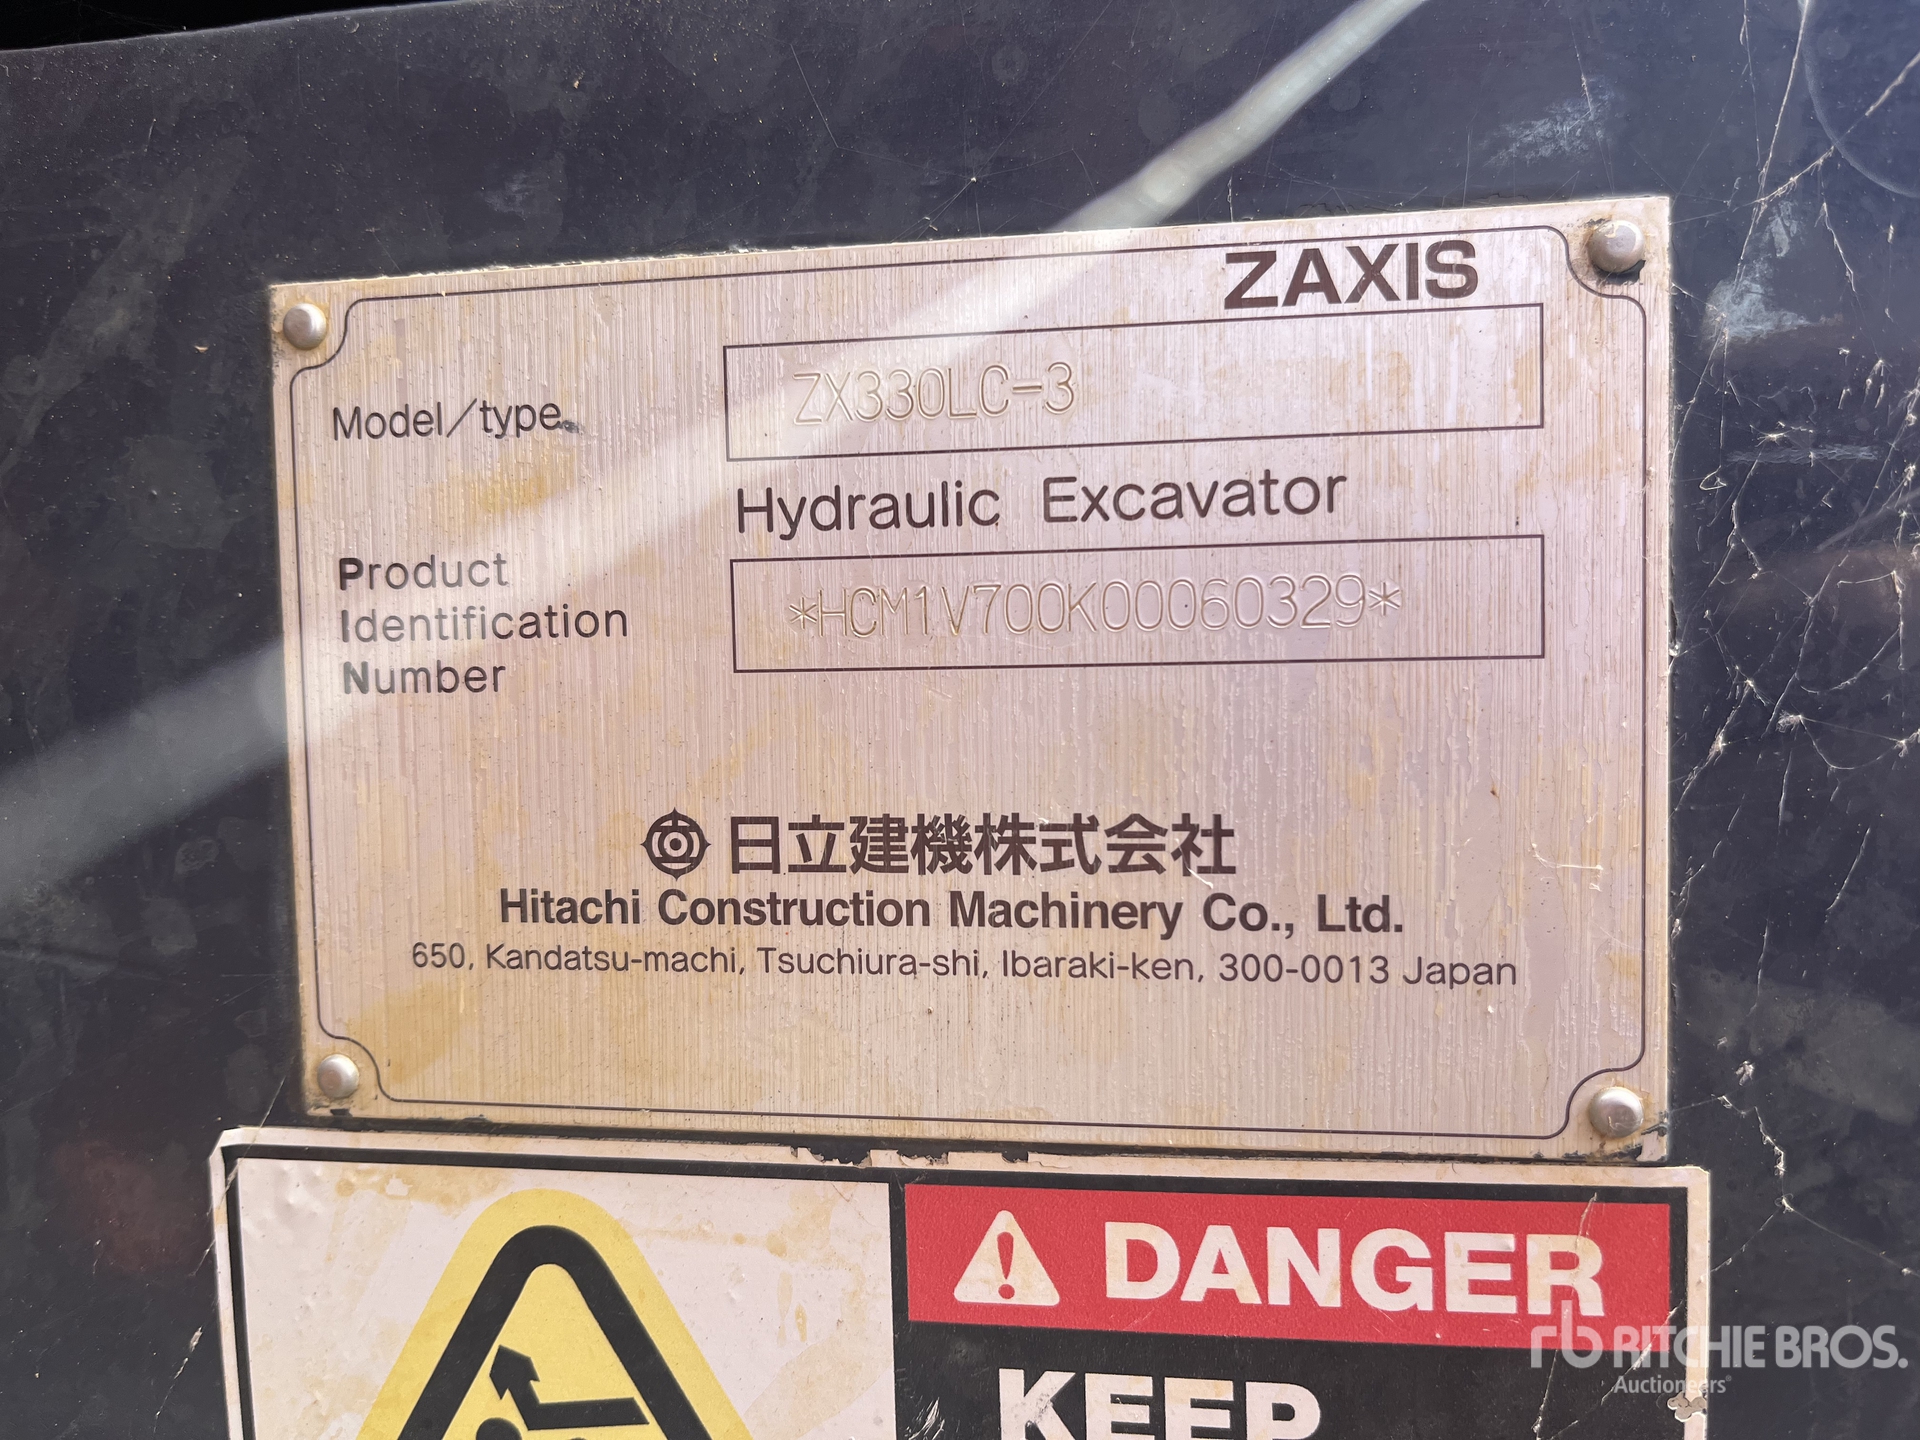 ZAXIS
Model/type
ZX330LC-3
Hydraulic Excavator
Product
Identification
Number
*HCM1V700K00060329*
日立建機株式会社
Hitachi Construction Machinery Co., Ltd.
650, Kandatsu-machi, Tsuchiura-shi, Ibaraki-ken, 300-0013 Japan
DANGER
KEEP
rb RITCHIE BROS.
Auctioneers